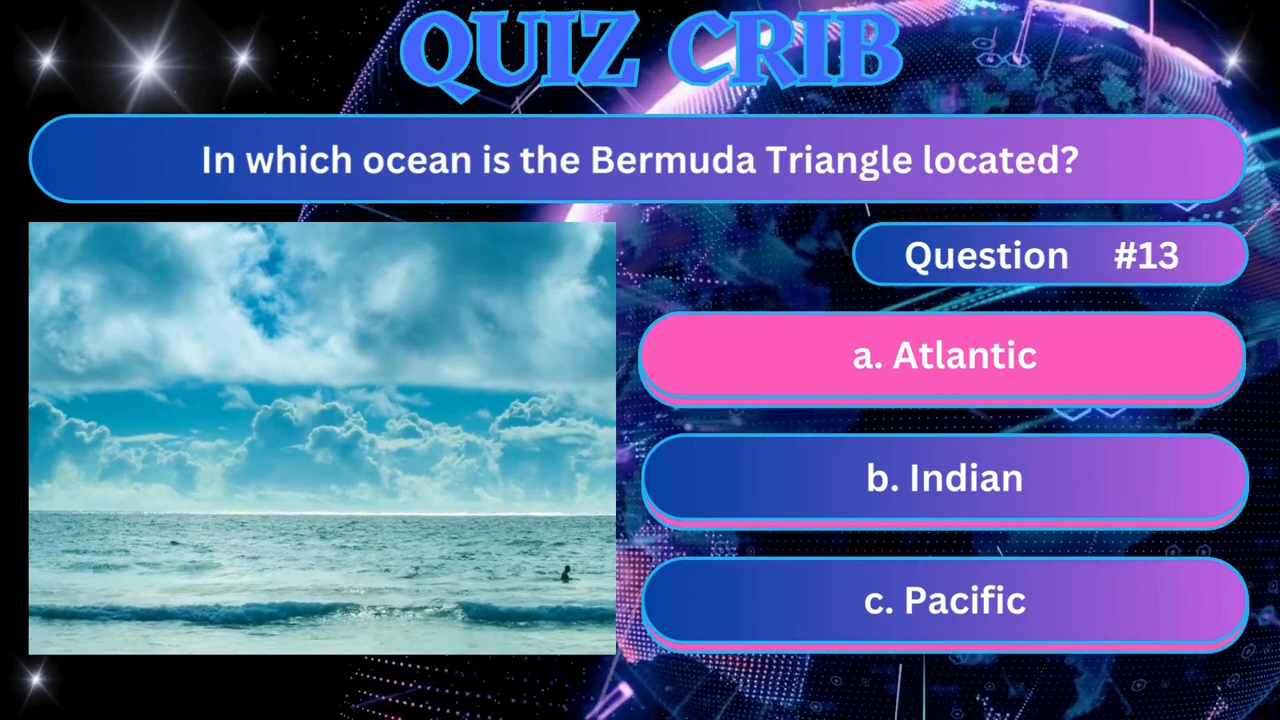 QUIZ CRIB
In which ocean is the Bermuda Triangle located?
Question #13
a. Atlantic
b. Indian
c. Pacific